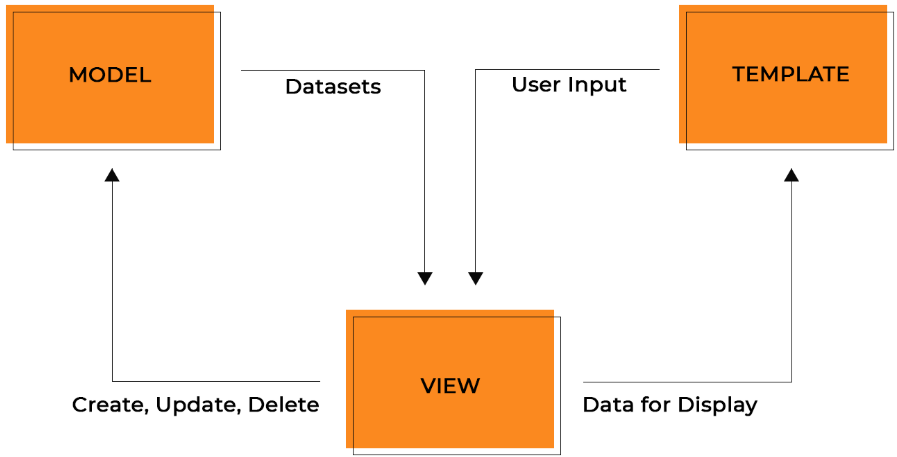 MODEL
Datasets
User Input
TEMPLATE
Create, Update, Delete
VIEW
Data for Display